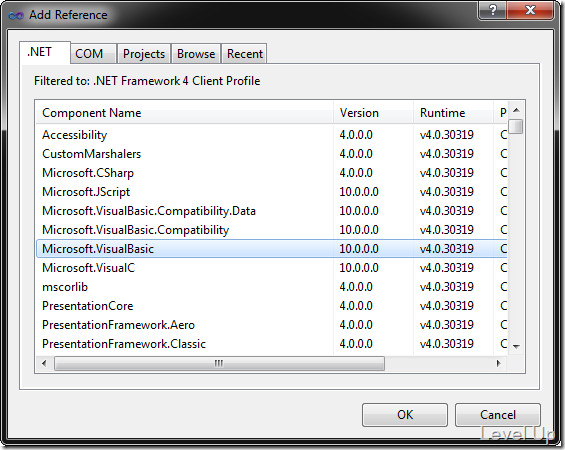 Add Reference
.NET COM Projects Browse Recent
Filtered to: .NET Framework 4 Client Profile
Component Name Version Runtime P
Accessibility 4.0.0.0 v4.0.30319 C
CustomMarshalers 4.0.0.0 v4.0.30319 C
Microsoft.CSharp 4.0.0.0 v4.0.30319 C
Microsoft.JScript 10.0.0.0 v4.0.30319 C
Microsoft.VisualBasic.Compatibility.Data 10.0.0.0 v4.0.30319 C
Microsoft.VisualBasic.Compatibility 10.0.0.0 v4.0.30319 C
Microsoft.VisualBasic 10.0.0.0 v4.0.30319 C
Microsoft.VisualC 10.0.0.0 v4.0.30319 C
mscorlib 4.0.0.0 v4.0.30319 C
PresentationCore 4.0.0.0 v4.0.30319 C
PresentationFramework.Aero 4.0.0.0 v4.0.30319 C
PresentationFramework.Classic 4.0.0.0 v4.0.30319 C
OK Cancel
Level Up